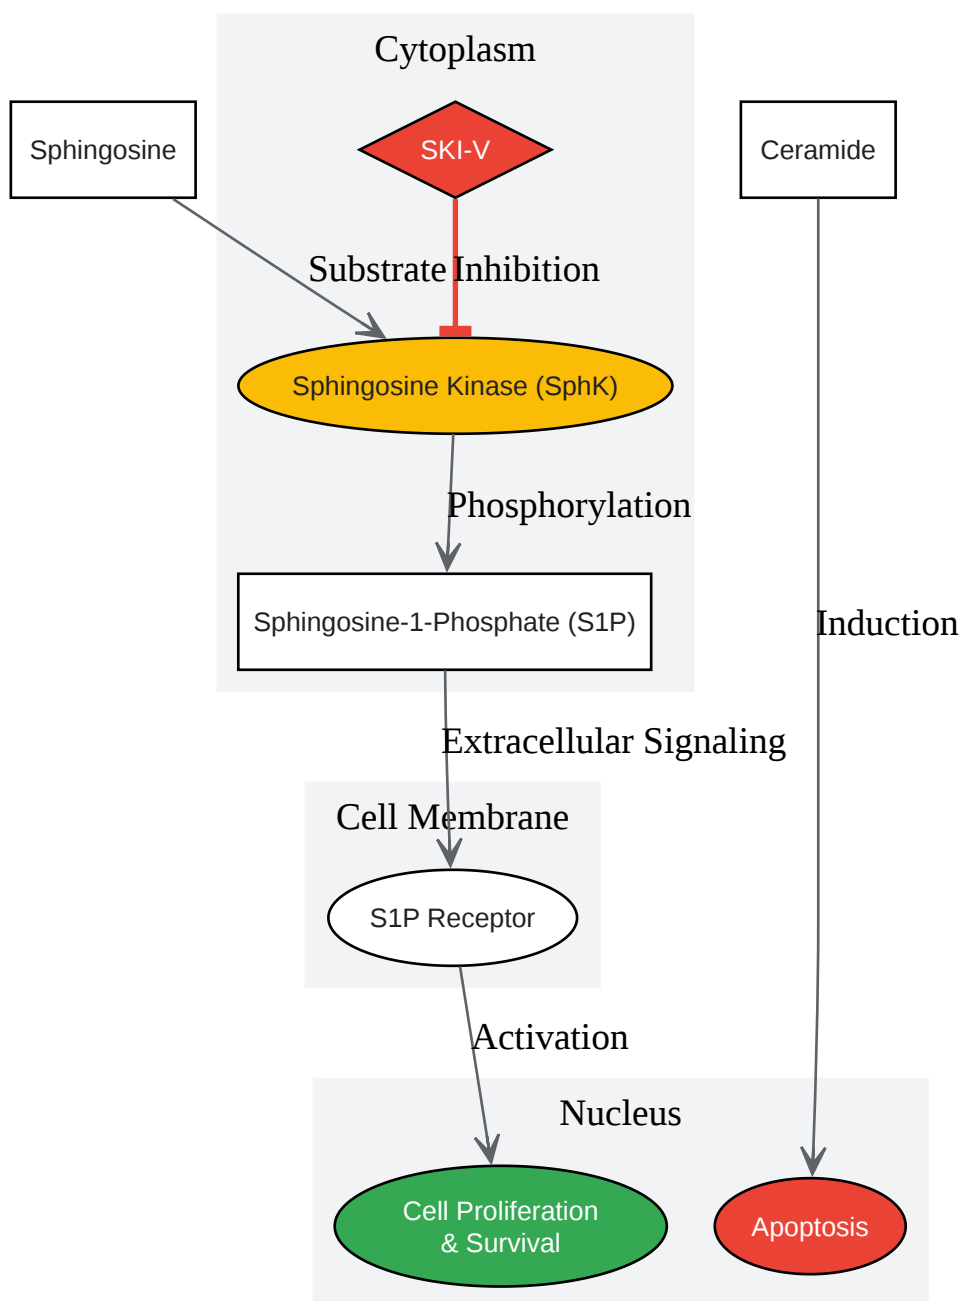 Cytoplasm
Sphingosine
SKI-V
Ceramide
Substrate
Inhibition
Sphingosine Kinase (SphK)
Phosphorylation
Sphingosine-1-Phosphate (S1P)
Induction
Extracellular Signaling
Cell Membrane
S1P Receptor
Activation
Nucleus
Cell Proliferation
& Survival
Apoptosis